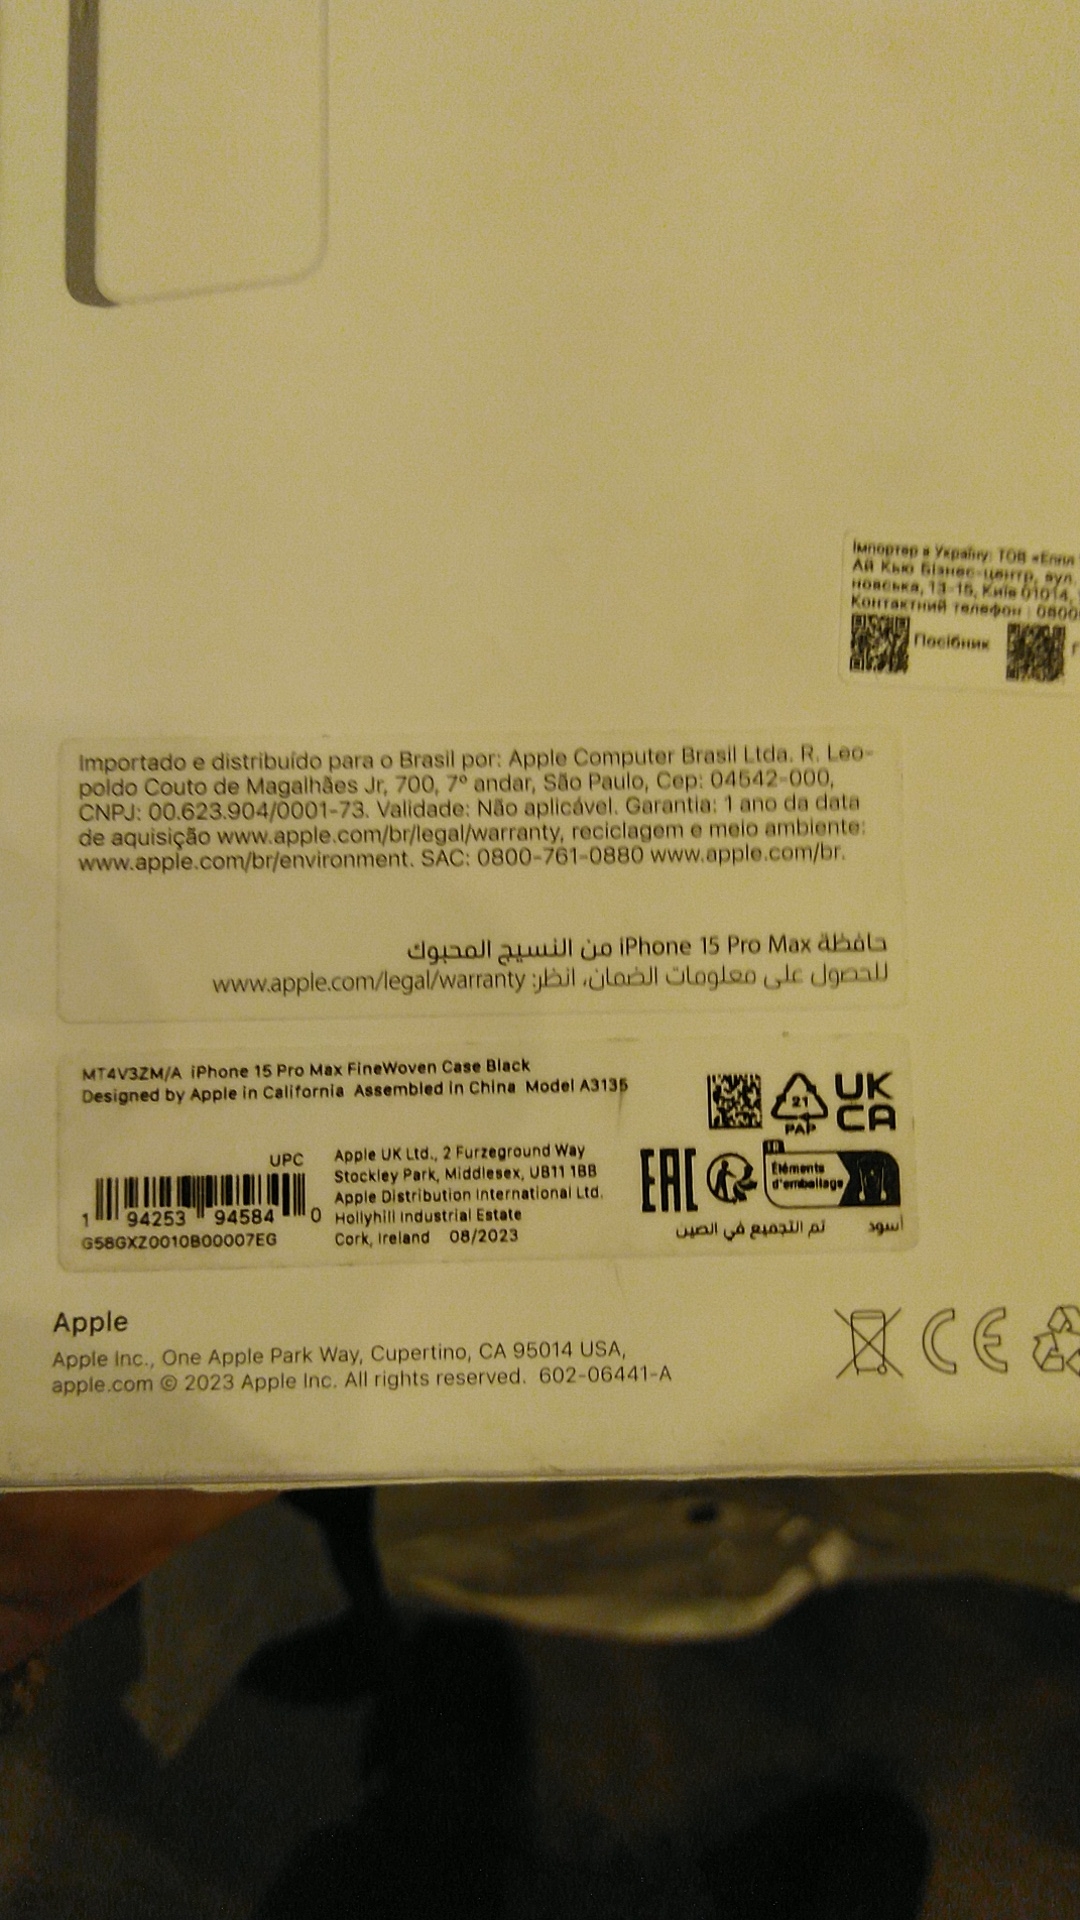 Імпортер в Україну: ТОВ «Еппл
Ай Кью Бізнес-центр, вул.
новська, 13-15, Київ 01014,
Контактний телефон : 0800
Посібник
Importado e distribuído para o Brasil por: Apple Computer Brasil Ltda. R. Leo-
poldo Couto de Magalhães Jr, 700, 7º andar, São Paulo, Cep: 04542-000,
CNPJ: 00.623.904/0001-73. Validade: Não aplicável. Garantia: 1 ano da data
de aquisição www.apple.com/br/legal/warranty, reciclagem e meio ambiente:
www.apple.com/br/environment. SAC: 0800-761-0880 www.apple.com/br.
حافظة iPhone 15 Pro Max من النسيج المحبوك
للحصول على معلومات الضمان، انظر: www.apple.com/legal/warranty
MT4V3ZM/A iPhone 15 Pro Max FineWoven Case Black
Designed by Apple in California Assembled in China Model A3135
21
PAP
UK
CA
UPC
1 94253 94584 0
G58GXZ0010B00007EG
Apple UK Ltd., 2 Furzeground Way
Stockley Park, Middlesex, UB11 1BB
Apple Distribution International Ltd.
Hollyhill Industrial Estate
Cork, Ireland 08/2023
EAC
FR
Éléments
d'emballage
أسود تم التجميع في الصين
Apple
Apple Inc., One Apple Park Way, Cupertino, CA 95014 USA,
apple.com © 2023 Apple Inc. All rights reserved. 602-06441-A
CE